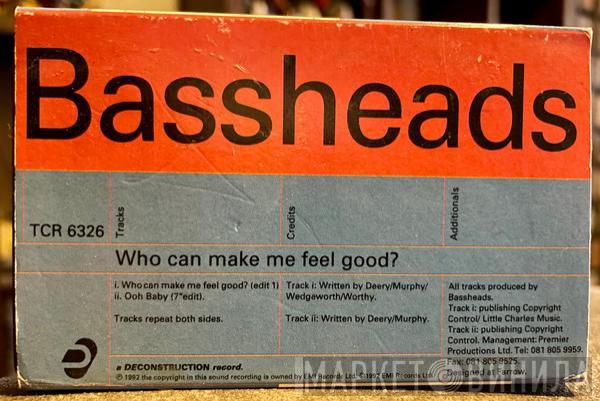 Bassheads
TCR 6326
Tracks
Credits
Additionals
Who can make me feel good?
i. Who can make me feel good? (edit 1)
ii. Ooh Baby (7"edit).
Tracks repeat both sides.
Track i: Written by Deery/Murphy/
Wedgeworth/Worthy.
Track ii: Written by Deery/Murphy.
All tracks produced by
Bassheads.
Track i: publishing Copyright
Control/ Little Charles Music.
Track ii: publishing Copyright
Control. Management: Premier
Productions Ltd. Tel: 081 805 9959.
Fax: 081 805 9525.
Designed at Farrow.
a DECONSTRUCTION record.
℗ 1992 the copyright in this sound recording is owned by EMI Records Ltd. © 1992 EMI Records Ltd.
МАРКЕТ ВИНИЛА